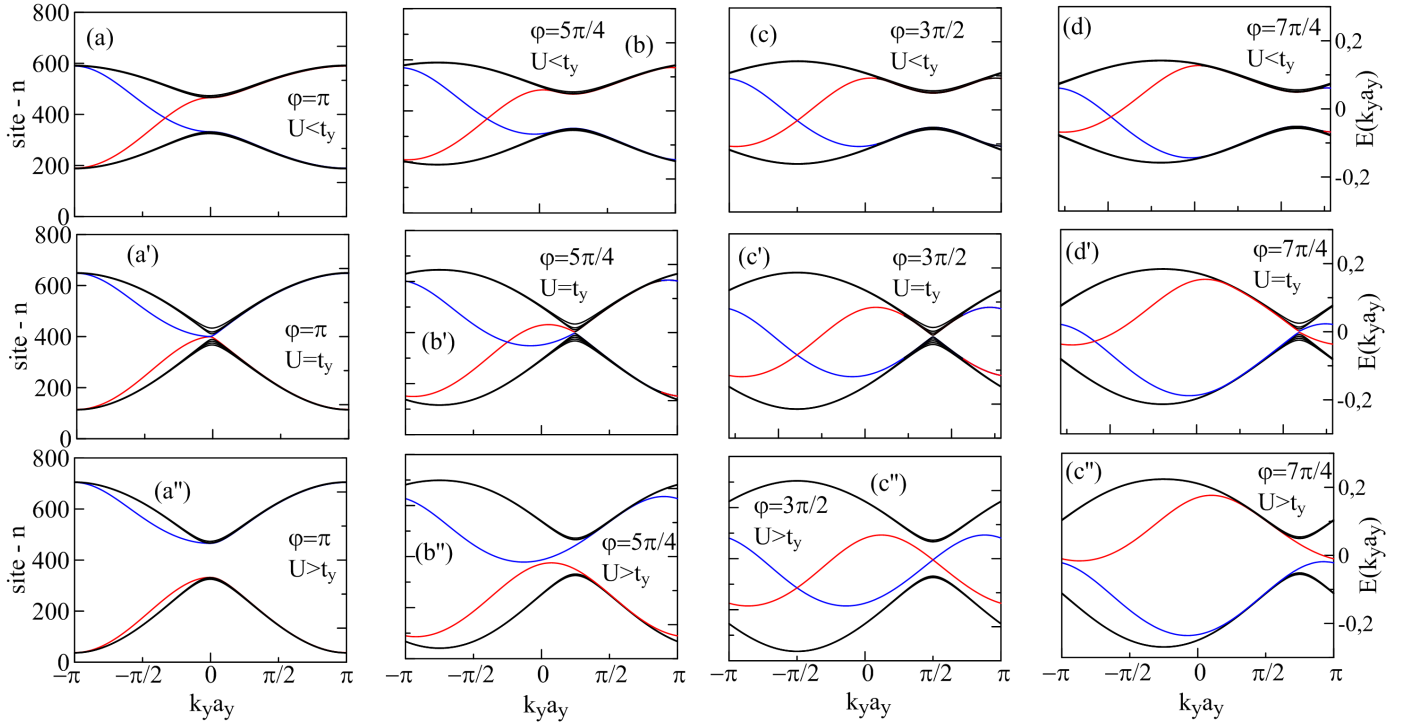 800
600
400
200
0
site - n
(a)
φ=π
U<t_y
φ=5π/4
(b)
U<t_y
(c)
φ=3π/2
U<t_y
(d)
φ=7π/4
U<t_y
0,2
0
-0,2
E(k_ya_y)
800
600
400
200
0
site - n
(a')
φ=π
U=t_y
φ=5π/4
U=t_y
(b')
(c')
φ=3π/2
U=t_y
φ=7π/4
(d')
U=t_y
0,2
0
-0,2
E(k_ya_y)
800
600
400
200
0
site - n
(a'')
φ=π
U>t_y
(b'')
φ=5π/4
U>t_y
φ=3π/2
(c'')
U>t_y
(c'')
φ=7π/4
U>t_y
0,2
0
-0,2
E(k_ya_y)
−π −π/2 0 π/2 π
k_ya_y
−π −π/2 0 π/2 π
k_ya_y
−π −π/2 0 π/2 π
k_ya_y
−π −π/2 0 π/2 π
k_ya_y